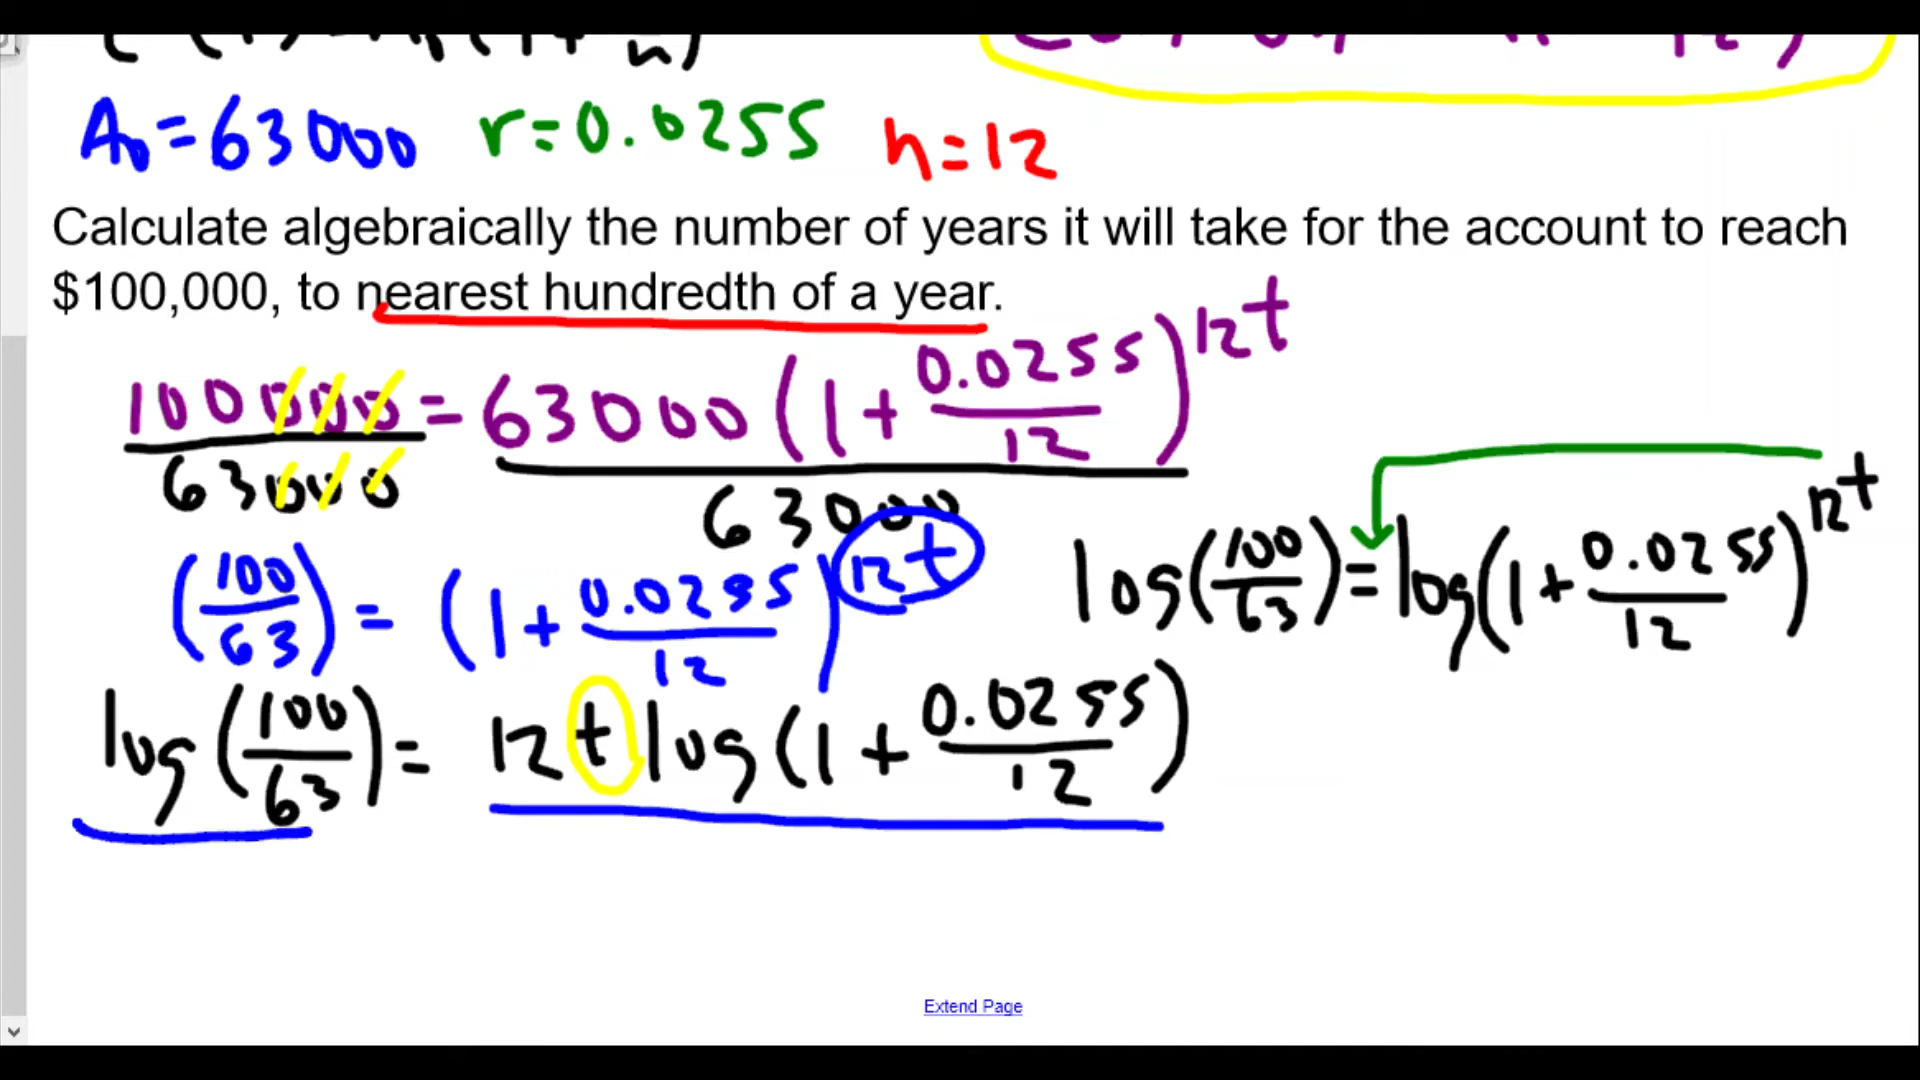 A₀=63000 r=0.0255 n=12
Calculate algebraically the number of years it will take for the account to reach
$100,000, to nearest hundredth of a year.
100000/63000 = 63000(1+0.0255/12)^12t/63000
(100/63) = (1+0.0255/12)^12t
log(100/63)=log(1+0.0255/12)^12t
log(100/63)= 12t log(1+0.0255/12)
Extend Page